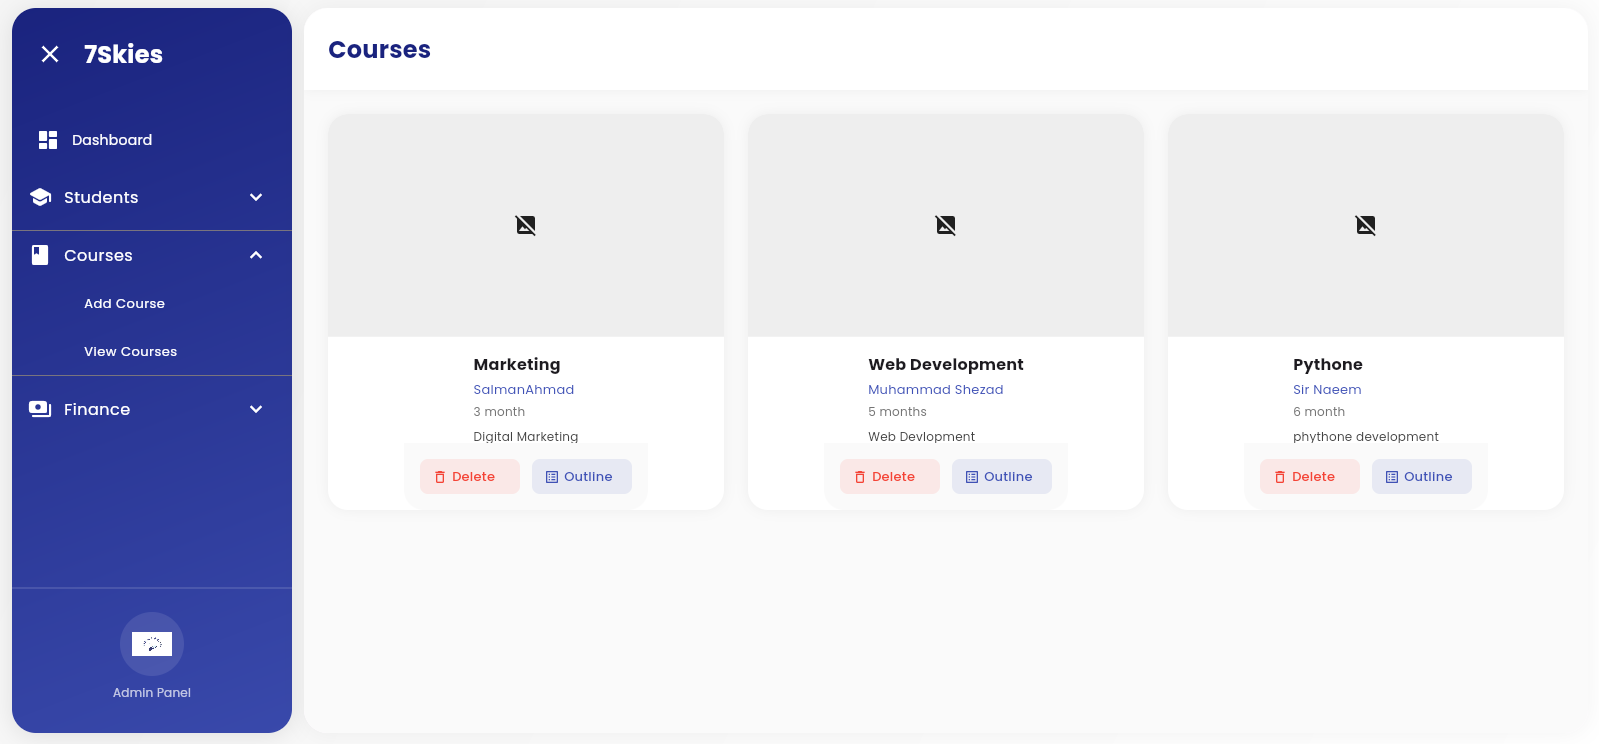 7Skies
Dashboard
Students
Courses
Add Course
View Courses
Finance
Admin Panel
Courses
Marketing
SalmanAhmad
3 month
Digital Marketing
Delete
Outline
Web Development
Muhammad Shezad
5 months
Web Devlopment
Delete
Outline
Pythone
Sir Naeem
6 month
phythone development
Delete
Outline